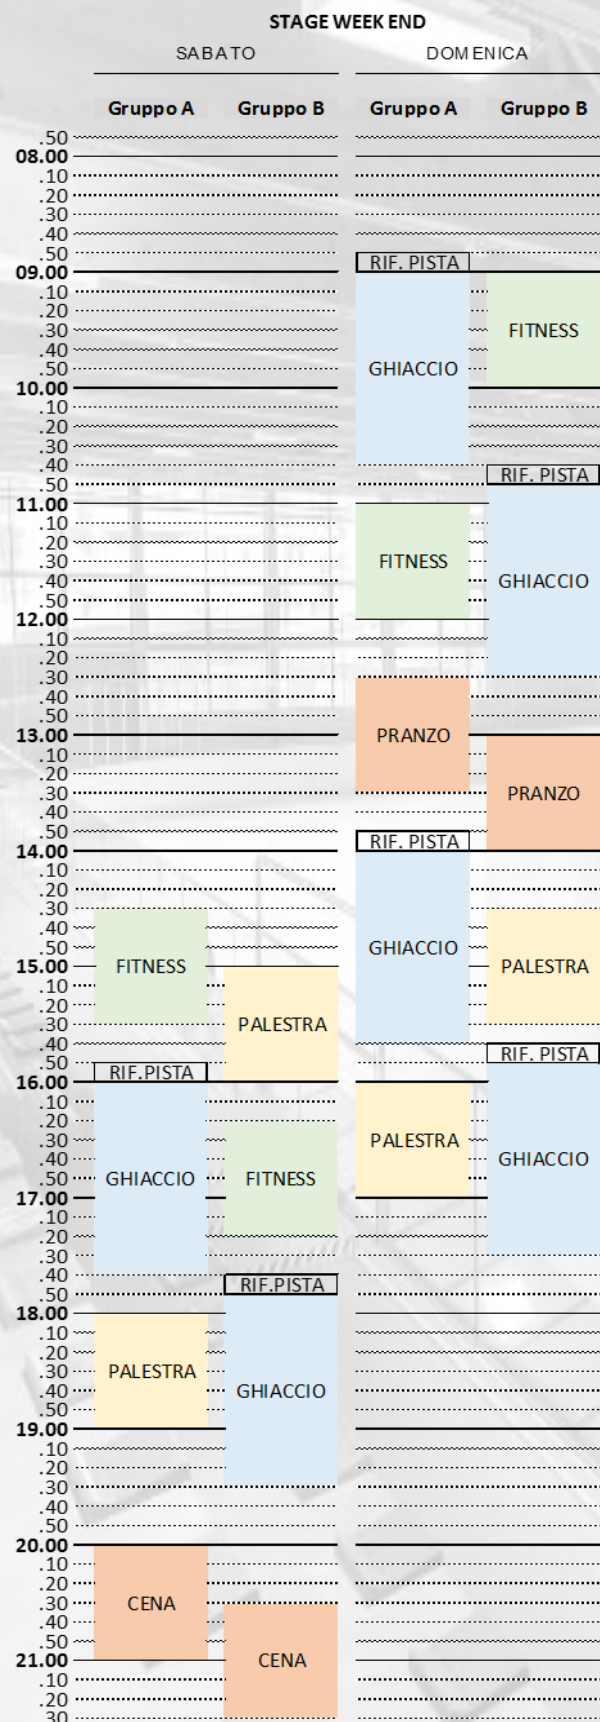 STAGE WEEK END
SABATO DOMENICA
Gruppo A Gruppo B Gruppo A Gruppo B
.50
08.00
.10
.20
.30
.40
.50 RIF. PISTA
09.00
.10
.20
.30 FITNESS
.40
.50 GHIACCIO
10.00
.10
.20
.30
.40 RIF. PISTA
.50
11.00
.10
.20
.30 FITNESS
.40 GHIACCIO
.50
12.00
.10
.20
.30
.40
.50
13.00 PRANZO
.10
.20
.30 PRANZO
.40
.50 RIF. PISTA
14.00
.10
.20
.30
.40
.50 GHIACCIO
15.00 FITNESS PALESTRA
.10
.20
.30 PALESTRA
.40 RIF. PISTA
.50 RIF.PISTA
16.00
.10
.20
.30 PALESTRA
.40 GHIACCIO
.50 GHIACCIO FITNESS
17.00
.10
.20
.30
.40 RIF.PISTA
.50
18.00
.10
.20
.30 PALESTRA
.40 GHIACCIO
.50
19.00
.10
.20
.30
.40
.50
20.00
.10
.20
.30 CENA
.40
.50
21.00 CENA
.10
.20
.30